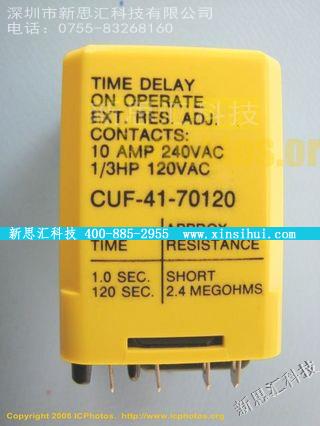 深圳市新思汇科技有限公司
电话：0755-83268160
TIME DELAY
ON OPERATE
EXT. RES. ADJ.
CONTACTS:
10 AMP 240VAC
1/3HP 120VAC
CUF-41-70120
新思汇科技 400-885-2955 www.xinsihui.com
TIME RESISTANCE
1.0 SEC. SHORT
120 SEC. 2.4 MEGOHMS
新思汇科技
Copyright 2006 ICPhotos. http://www.ICphotos.org